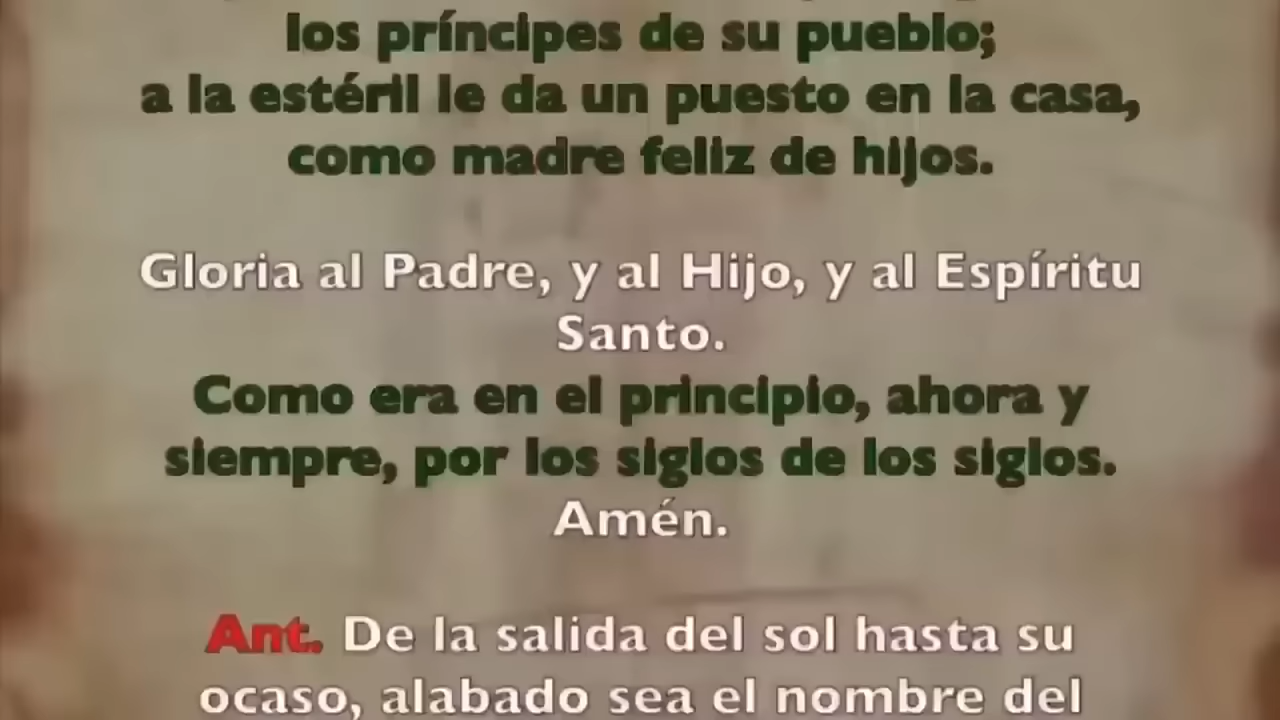 los príncipes de su pueblo;
a la estéril le da un puesto en la casa,
como madre feliz de hijos.
Gloria al Padre, y al Hijo, y al Espíritu
Santo.
Como era en el principio, ahora y
siempre, por los siglos de los siglos.
Amén.
Ant. De la salida del sol hasta su
ocaso, alabado sea el nombre del